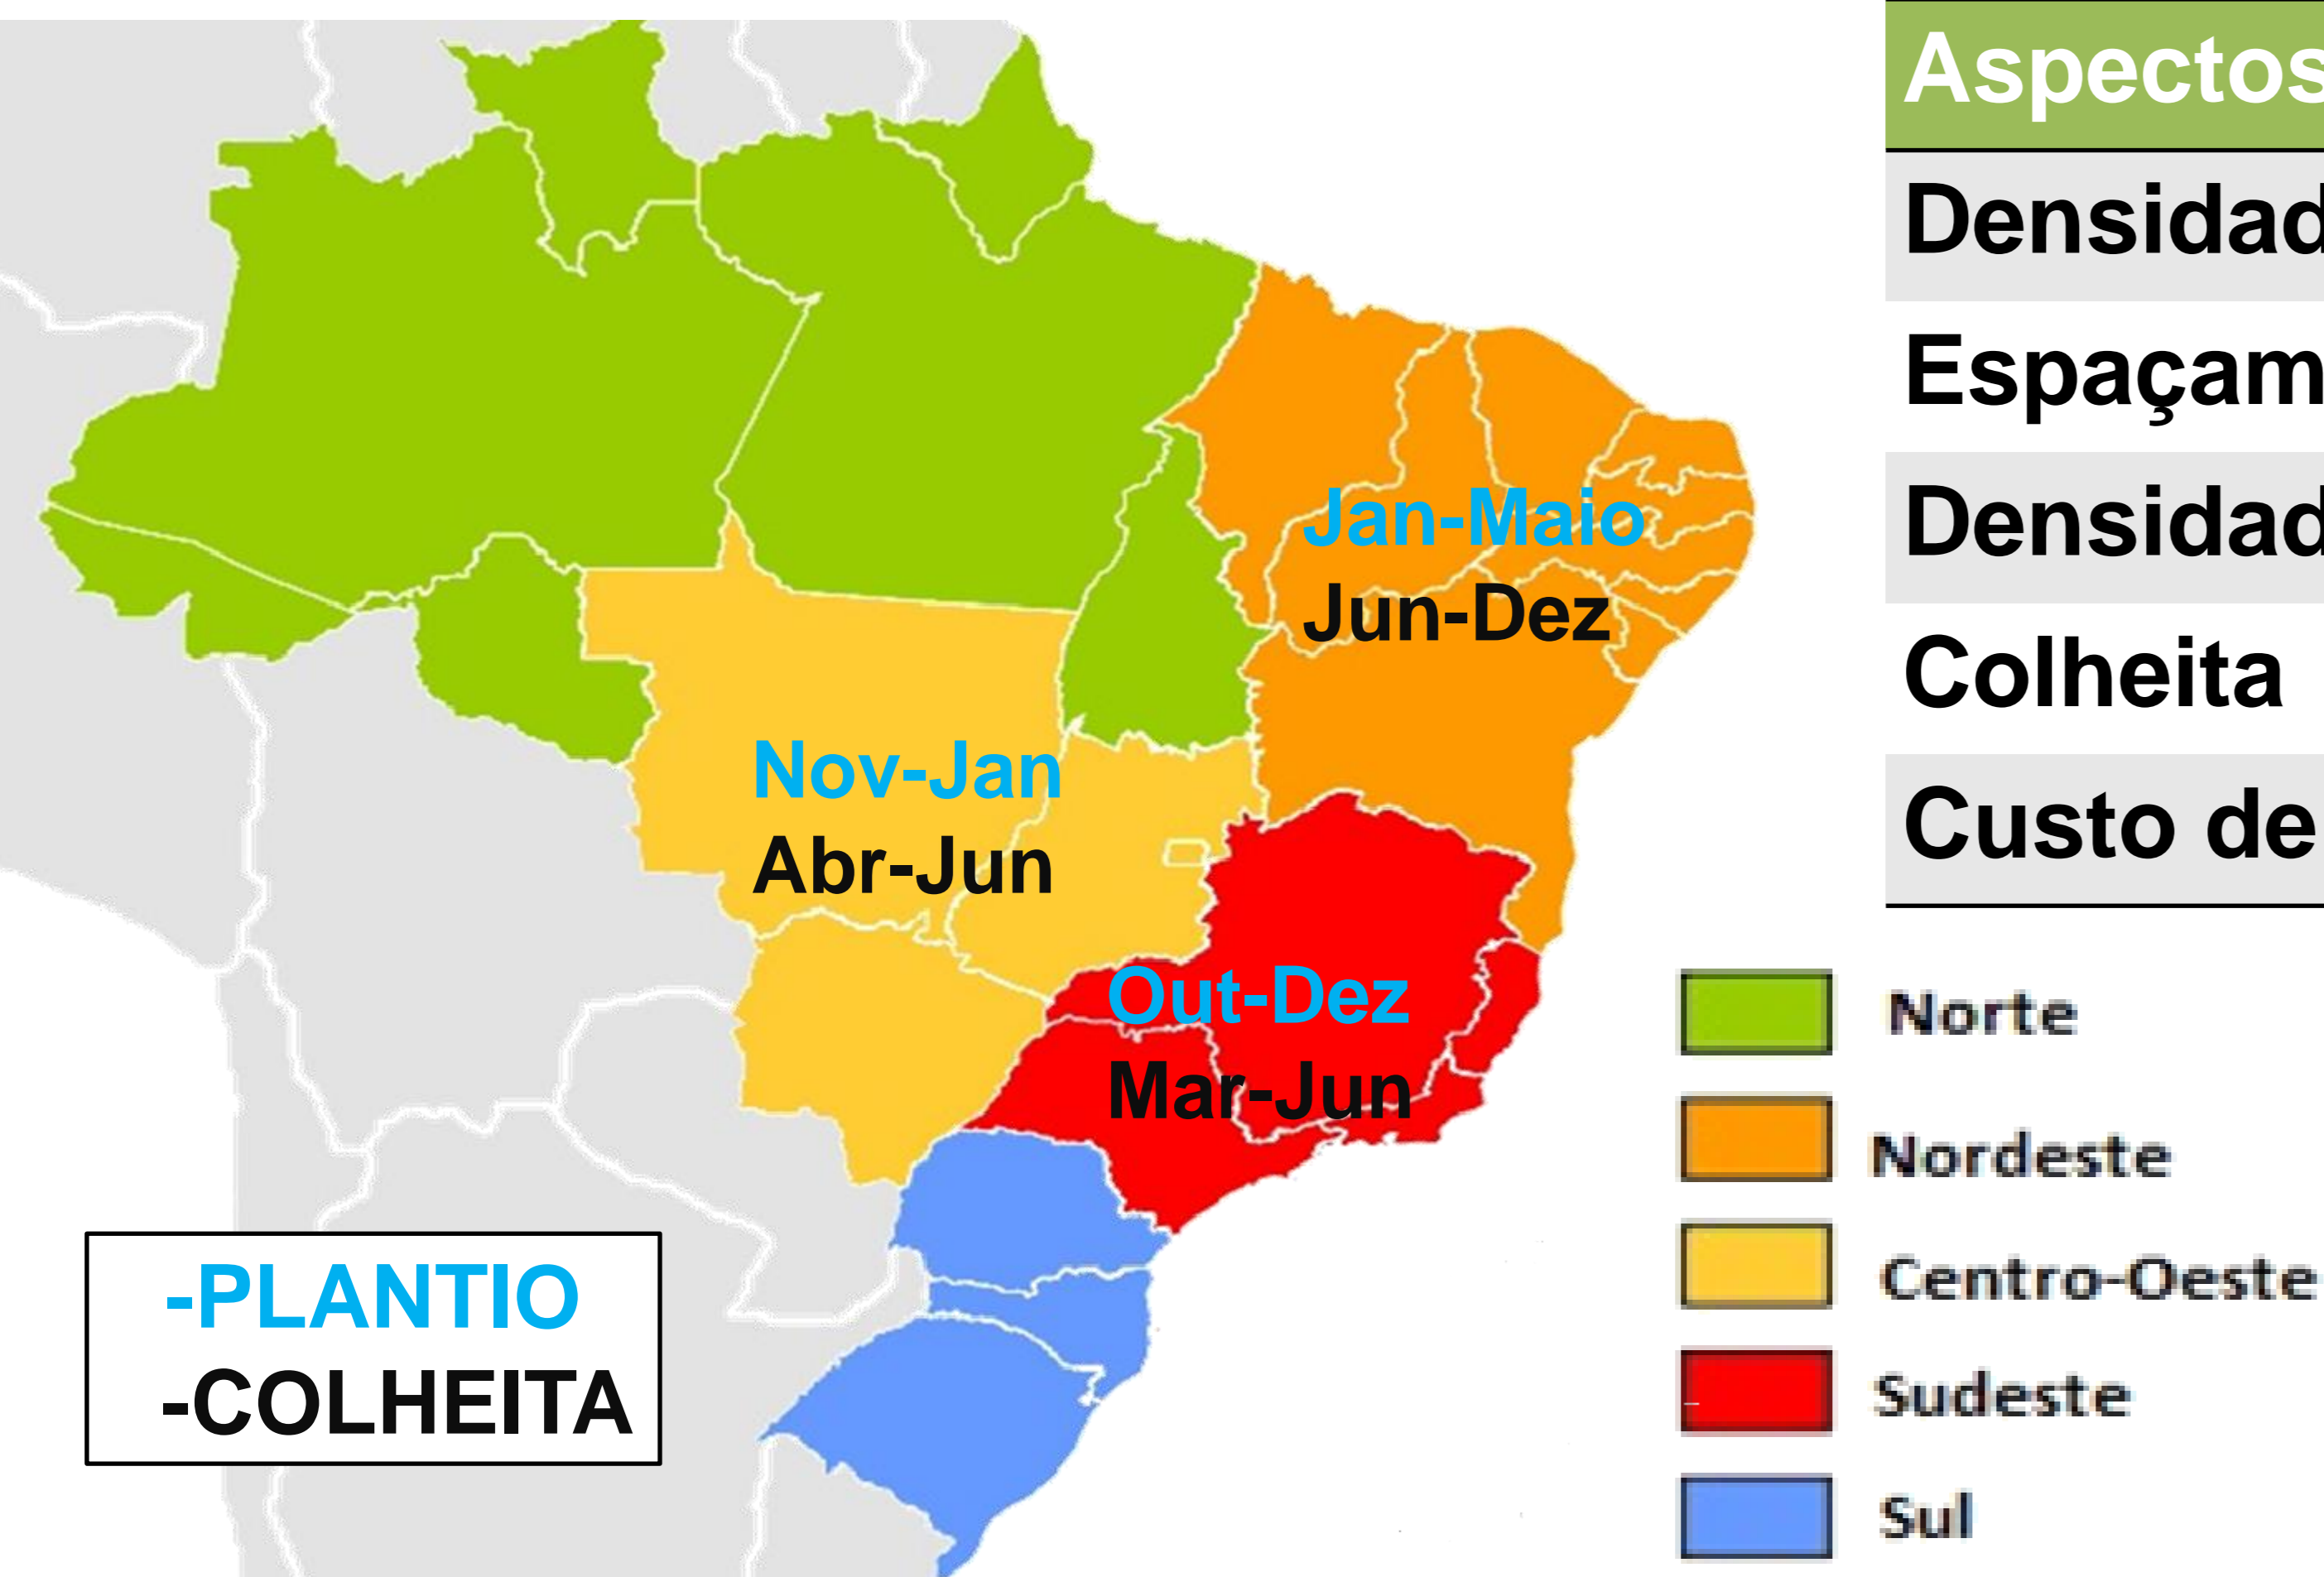 Aspectos
Densidad
Espaçam
Densidad
Colheita
Custo de
Jan-Maio
Jun-Dez
Nov-Jan
Abr-Jun
Out-Dez
Mar-Jun
-PLANTIO
-COLHEITA
Norte
Nordeste
Centro-Oeste
Sudeste
Sul